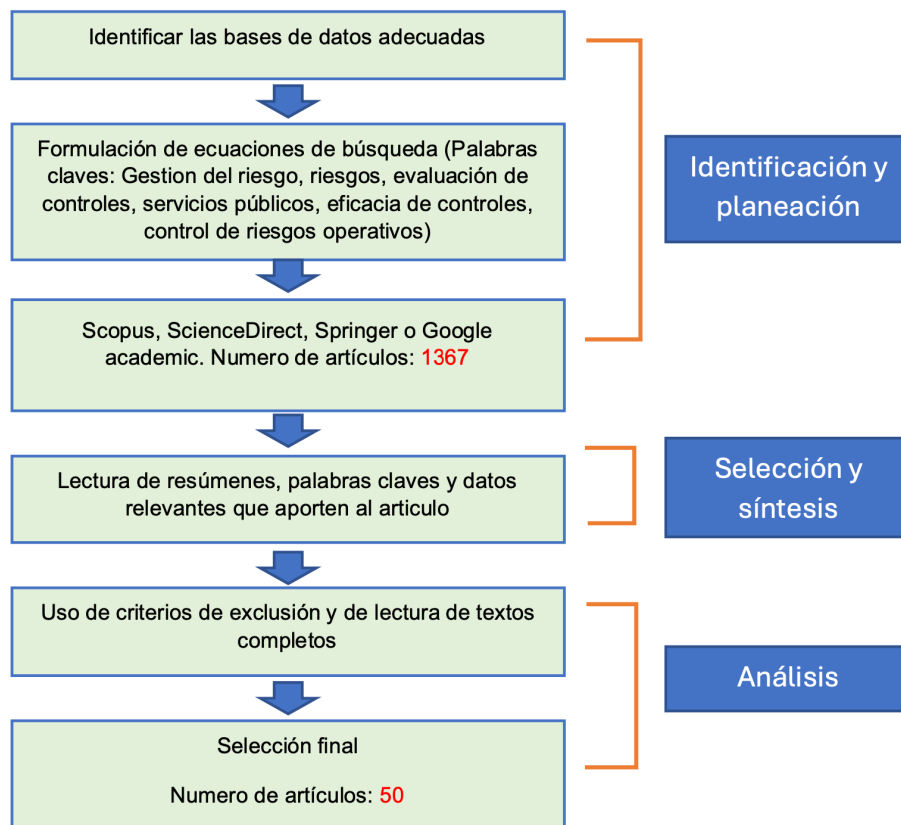 Identificar las bases de datos adecuadas
Formulación de ecuaciones de búsqueda (Palabras
claves: Gestion del riesgo, riesgos, evaluación de
controles, servicios públicos, eficacia de controles,
control de riesgos operativos)
Identificación y
planeación
Scopus, ScienceDirect, Springer o Google
academic. Numero de artículos: 1367
Lectura de resúmenes, palabras claves y datos
relevantes que aporten al articulo
Selección y
síntesis
Uso de criterios de exclusión y de lectura de textos
completos
Análisis
Selección final
Numero de artículos: 50